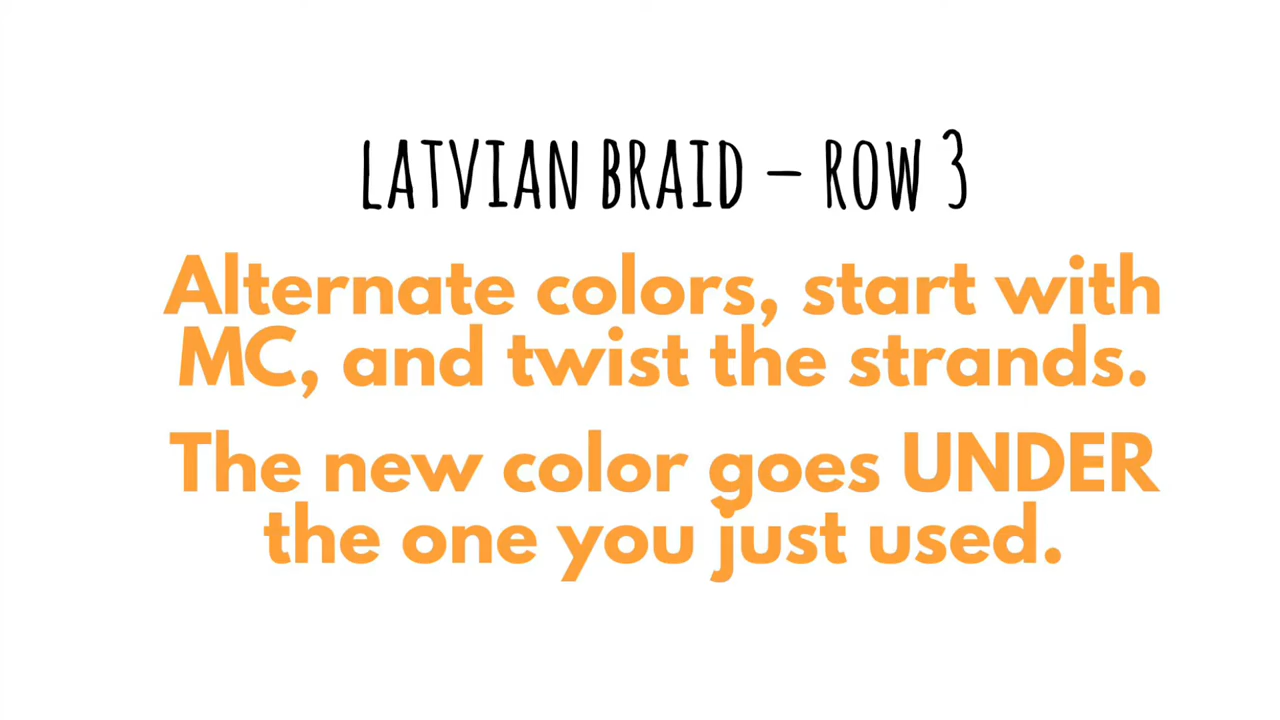 LATVIAN BRAID – ROW 3
Alternate colors, start with
MC, and twist the strands.
The new color goes UNDER
the one you just used.